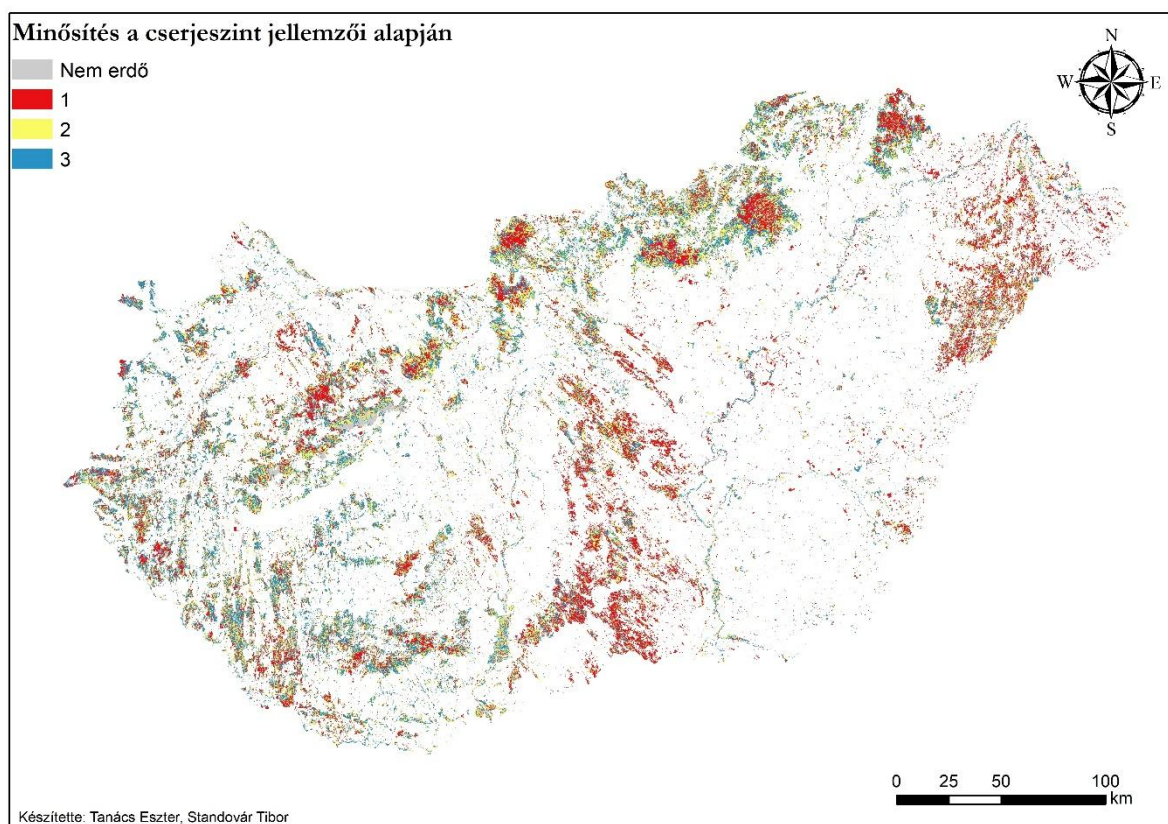 Minősítés a cserjeszint jellemzői alapján
Nem erdő
1
2
3
N
W E
S
0 25 50 100
km
Készítette: Tanács Eszter, Standovár Tibor